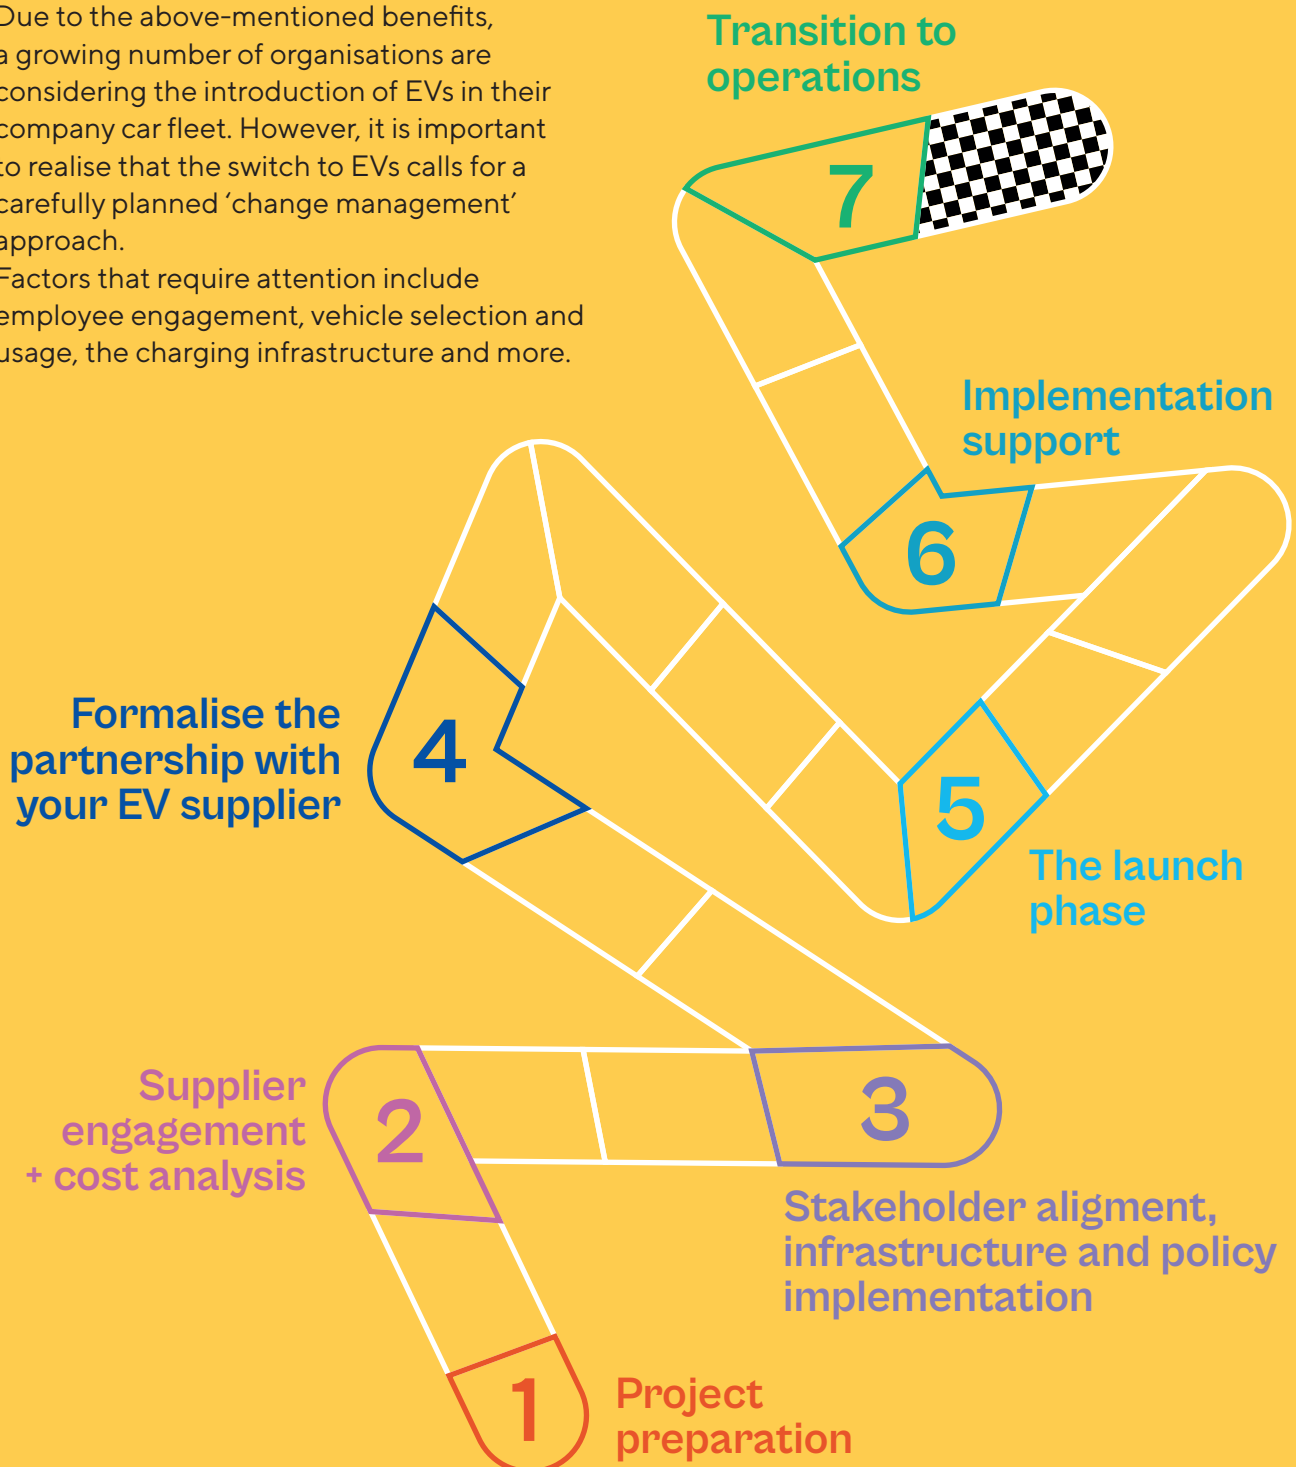 Due to the above-mentioned benefits,
a growing number of organisations are
considering the introduction of EVs in their
company car fleet. However, it is important
to realise that the switch to EVs calls for a
carefully planned ‘change management’
approach.
Factors that require attention include
employee engagement, vehicle selection and
usage, the charging infrastructure and more.
Transition to
operations
7
Implementation
support
6
Formalise the
partnership with
your EV supplier
4
5
The launch
phase
Supplier
engagement
+ cost analysis
2
3
Stakeholder aligment,
infrastructure and policy
implementation
1
Project
preparation